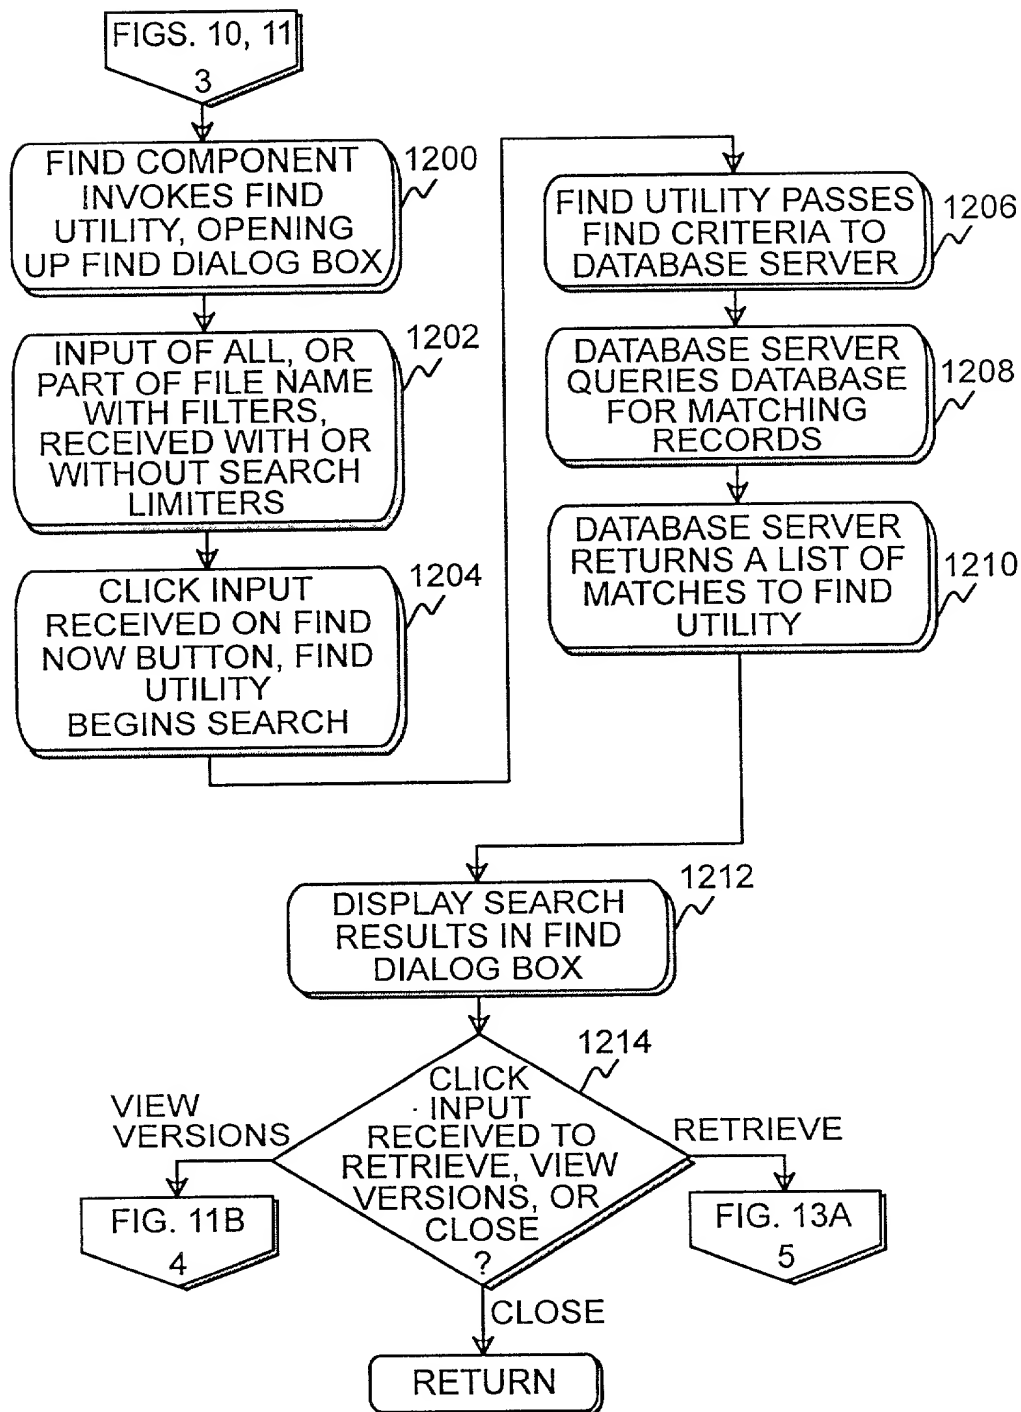 FIGS. 10, 11
3
FIND COMPONENT
INVOKES FIND
UTILITY, OPENING
UP FIND DIALOG BOX
1200
INPUT OF ALL, OR
PART OF FILE NAME
WITH FILTERS,
RECEIVED WITH OR
WITHOUT SEARCH
LIMITERS
1202
CLICK INPUT
RECEIVED ON FIND
NOW BUTTON, FIND
UTILITY
BEGINS SEARCH
1204
FIND UTILITY PASSES
FIND CRITERIA TO
DATABASE SERVER
1206
DATABASE SERVER
QUERIES DATABASE
FOR MATCHING
RECORDS
1208
DATABASE SERVER
RETURNS A LIST OF
MATCHES TO FIND
UTILITY
1210
DISPLAY SEARCH
RESULTS IN FIND
DIALOG BOX
1212
CLICK
INPUT
RECEIVED TO
RETRIEVE, VIEW
VERSIONS, OR
CLOSE
?
1214
VIEW
VERSIONS
FIG. 11B
4
RETRIEVE
FIG. 13A
5
CLOSE
RETURN